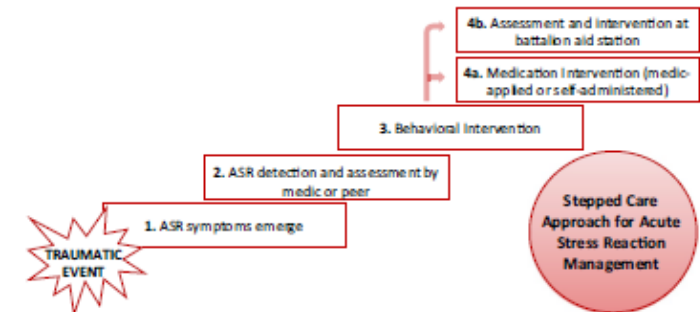 4b. Assessment and intervention at
battalion aid station
4a. Medication Intervention (medic-
applied or self-administered)
3. Behavioral Intervention
2. ASR detection and assessment by
medic or peer
1. ASR symptoms emerge
TRAUMATIC
EVENT
Stepped Care
Approach for Acute
Stress Reaction
Management